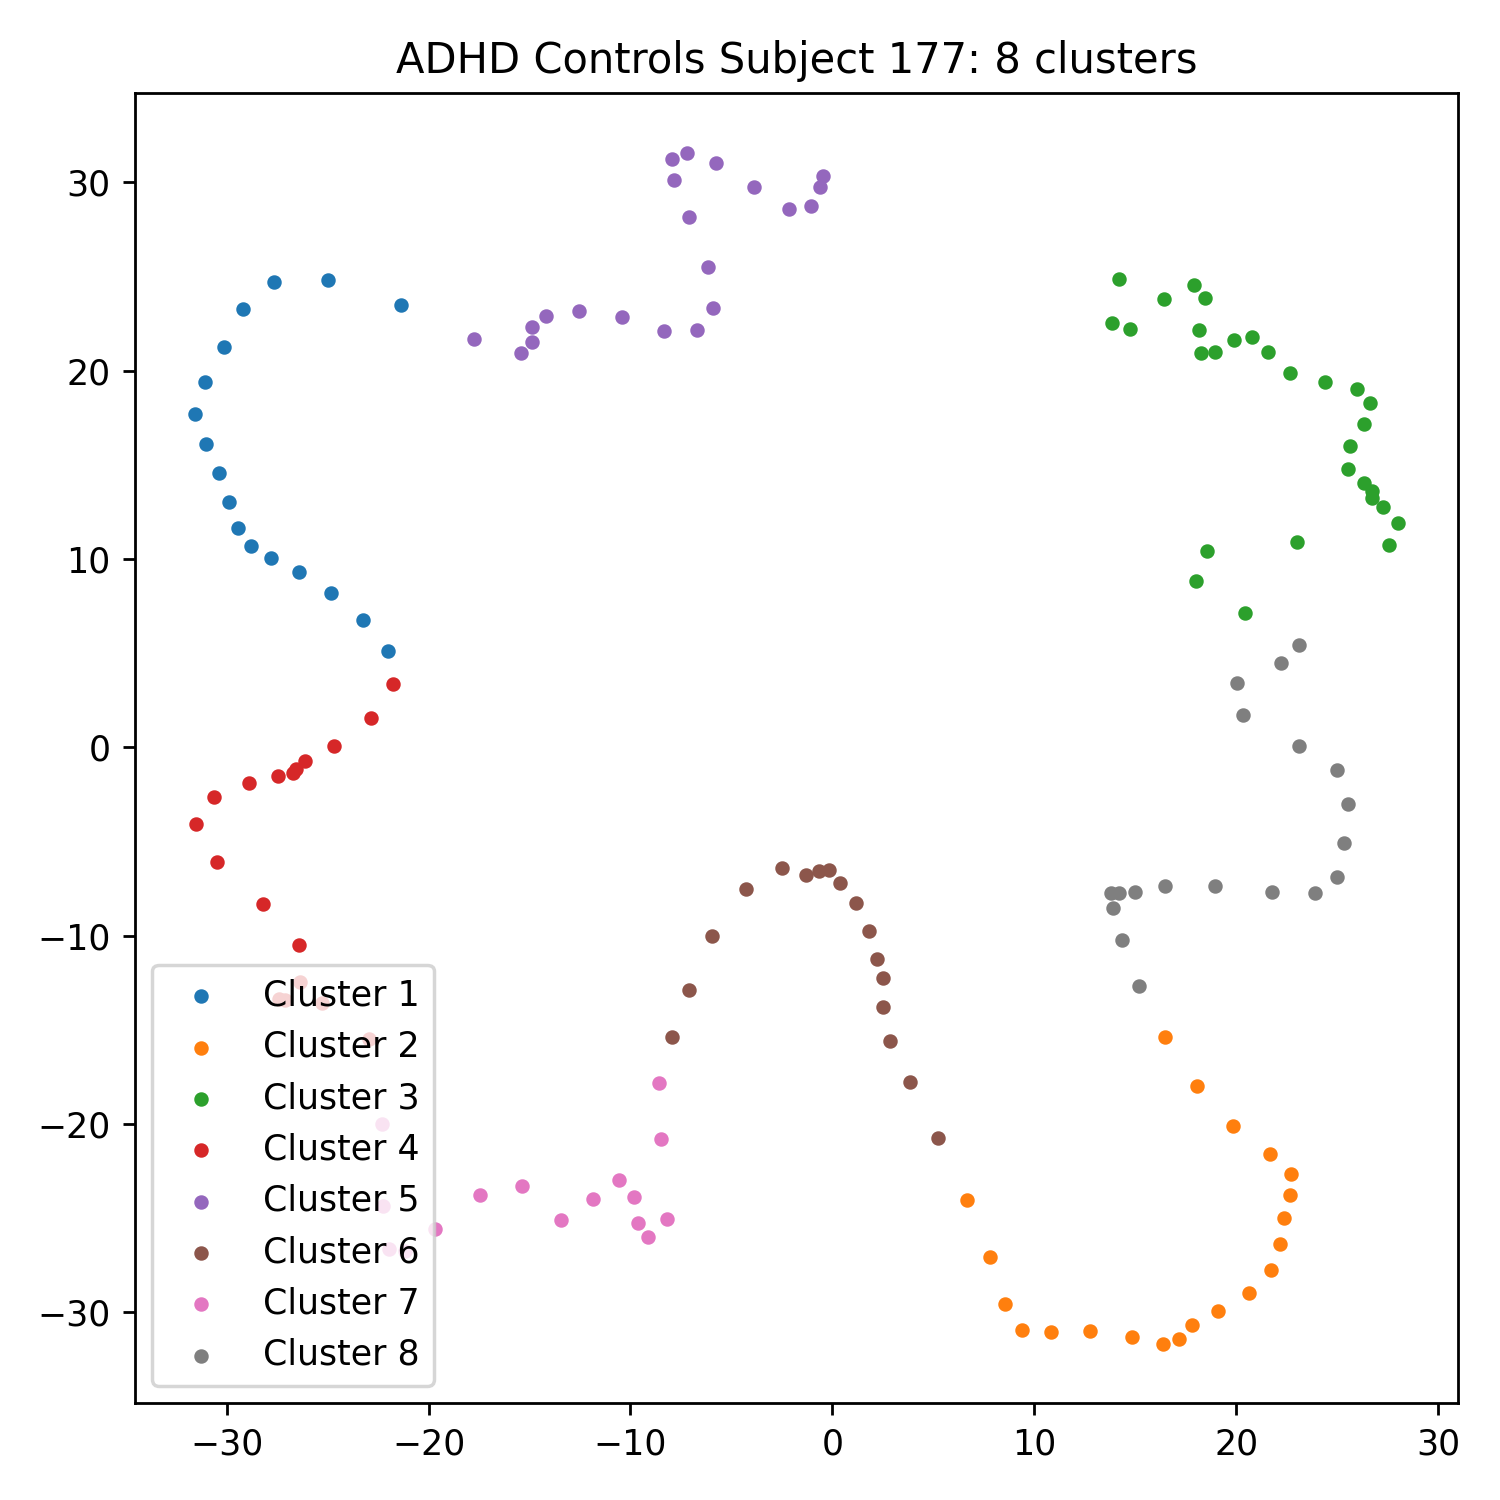 ADHD Controls Subject 177: 8 clusters
30
20
10
0
−10
−20
−30
Cluster 1
Cluster 2
Cluster 3
Cluster 4
Cluster 5
Cluster 6
Cluster 7
Cluster 8
−30 −20 −10 0 10 20 30